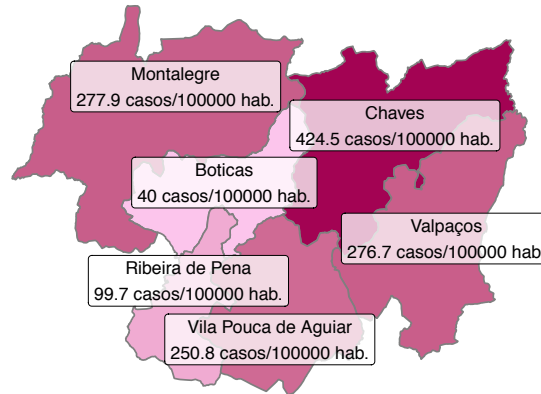 Montalegre
277.9 casos/100000 hab.
Chaves
424.5 casos/100000 hab.
Boticas
40 casos/100000 hab.
Valpaços
276.7 casos/100000 hab
Ribeira de Pena
99.7 casos/100000 hab.
Vila Pouca de Aguiar
250.8 casos/100000 hab.